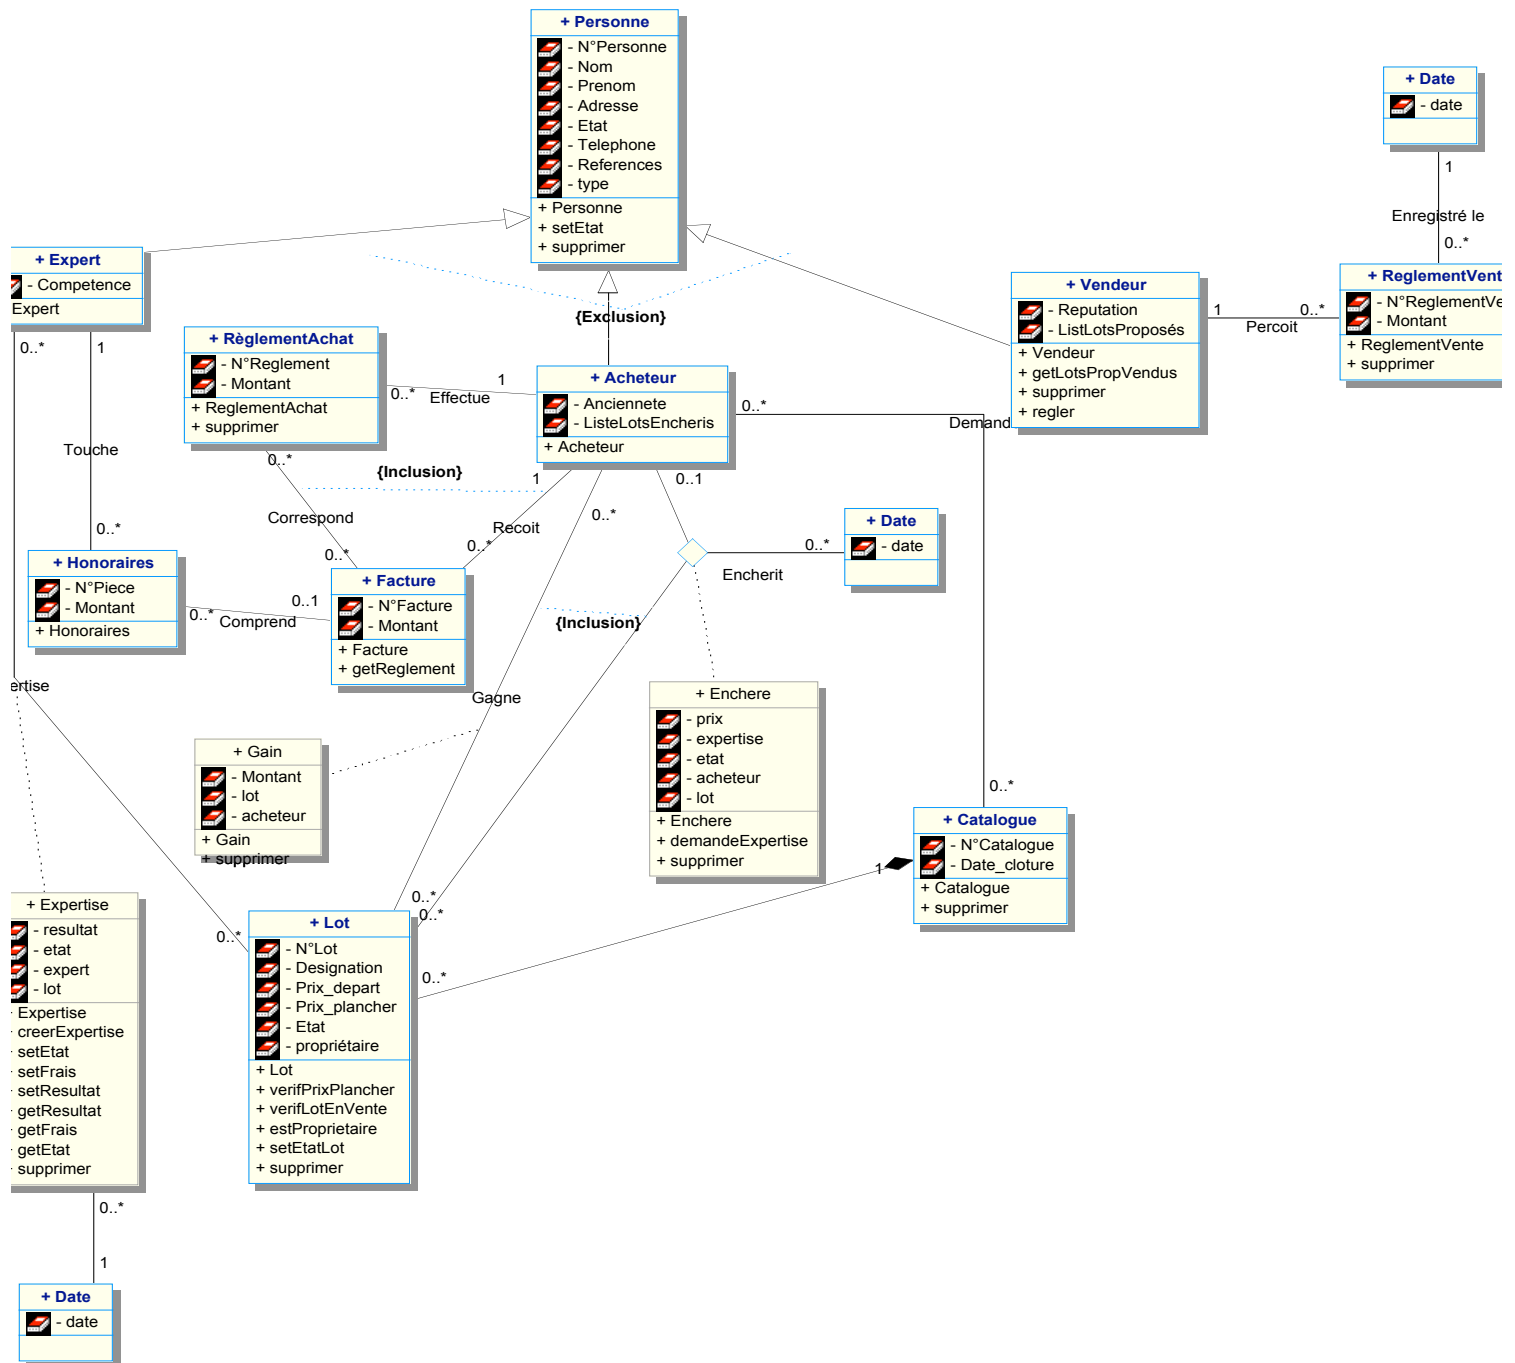 + Personne
- N°Personne
- Nom
- Prenom
- Adresse
- Etat
- Telephone
- References
- type
+ Personne
+ setEtat
+ supprimer
+ Date
- date
1
Enregistré le
0..*
+ Expert
- Competence
Expert
{Exclusion}
+ Vendeur
- Reputation
- ListLotsProposés
+ Vendeur
+ getLotsPropVendus
+ supprimer
+ regler
1
0..*
Percoit
+ ReglementVent
- N°ReglementVe
- Montant
+ ReglementVente
+ supprimer
+ RèglementAchat
- N°Reglement
- Montant
+ ReglementAchat
+ supprimer
0..*
1
Effectue
+ Acheteur
- Anciennete
- ListeLotsEncheris
+ Acheteur
0..*
Demand
0..*
1
Touche
0..*
0..*
{Inclusion}
Correspond
0..*
1
Recoit
0..*
0..*
0..1
+ Date
- date
0..*
Encherit
+ Honoraires
- N°Piece
- Montant
+ Honoraires
0..*
0..1
Comprend
+ Facture
- N°Facture
- Montant
+ Facture
+ getReglement
{Inclusion}
ertise
Gagne
+ Gain
- Montant
- lot
- acheteur
+ Gain
+ supprimer
+ Enchere
- prix
- expertise
- etat
- acheteur
- lot
+ Enchere
+ demandeExpertise
+ supprimer
0..*
+ Catalogue
- N°Catalogue
- Date_cloture
+ Catalogue
+ supprimer
1
0..*
0..*
0..*
0..*
+ Expertise
- resultat
- etat
- expert
- lot
Expertise
creerExpertise
setEtat
setFrais
setResultat
getResultat
getFrais
getEtat
supprimer
+ Lot
- N°Lot
- Designation
- Prix_depart
- Prix_plancher
- Etat
- propriétaire
+ Lot
+ verifPrixPlancher
+ verifLotEnVente
+ estProprietaire
+ setEtatLot
+ supprimer
0..*
1
+ Date
- date